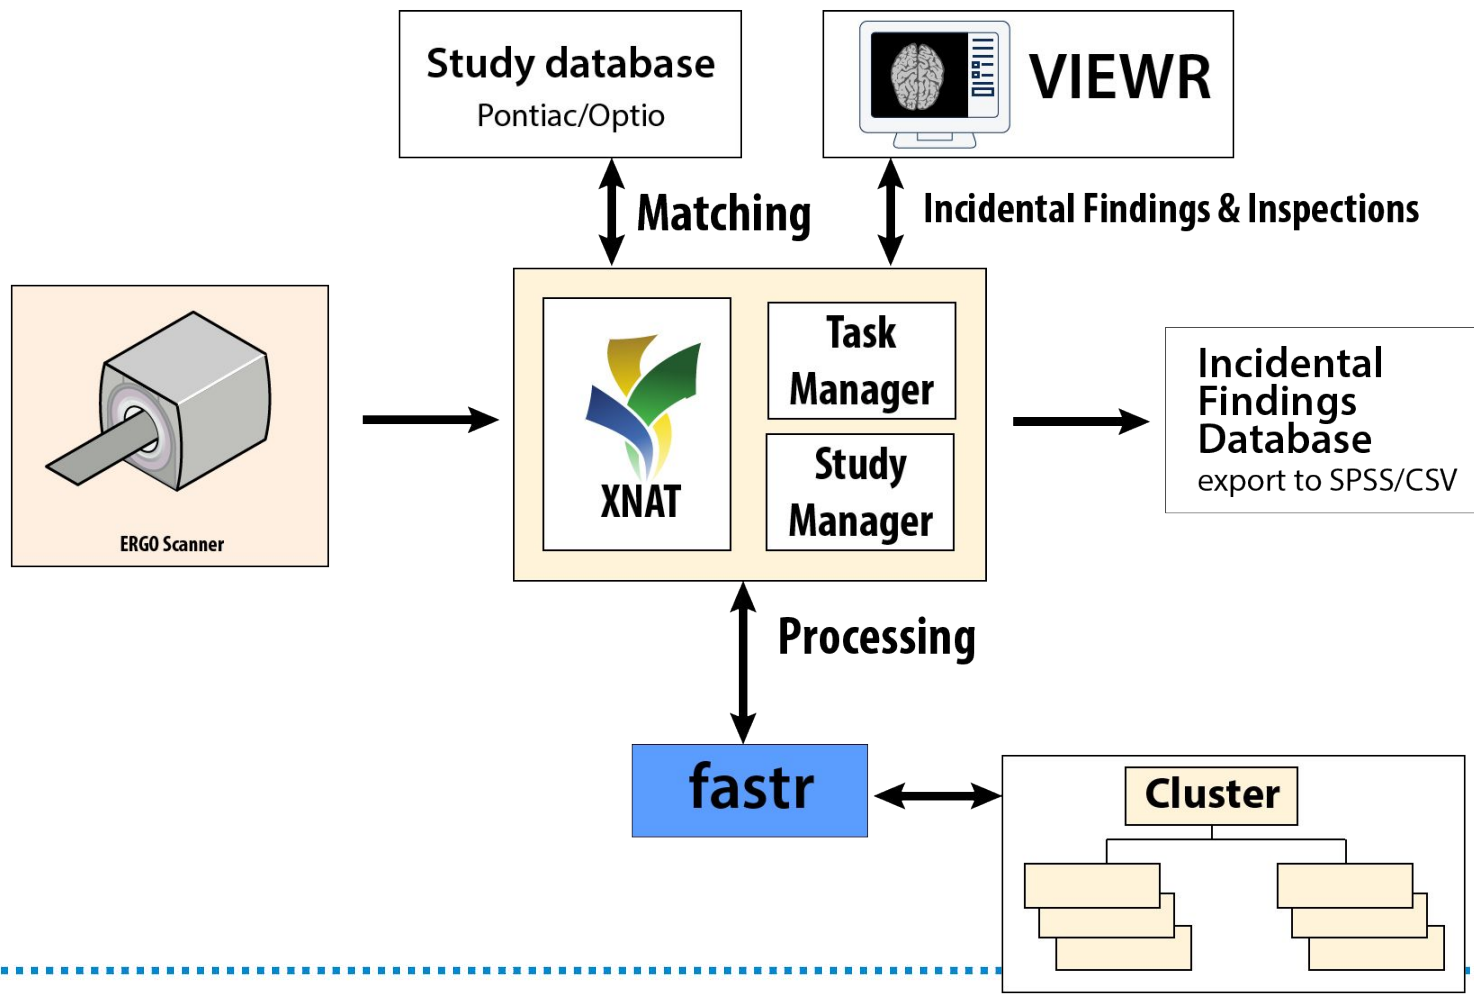 Study database
Pontiac/Optio
VIEWR
Matching
Incidental Findings & Inspections
ERGO Scanner
XNAT
Task
Manager
Study
Manager
Incidental
Findings
Database
export to SPSS/CSV
Processing
fastr
Cluster